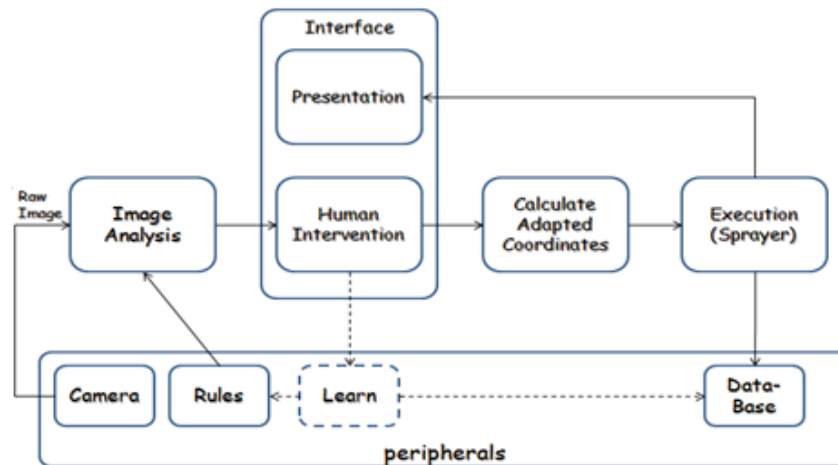 Interface
Presentation
Raw
Image
Image
Analysis
Human
Intervention
Calculate
Adapted
Coordinates
Execution
(Sprayer)
Camera
Rules
Learn
Data-
Base
peripherals